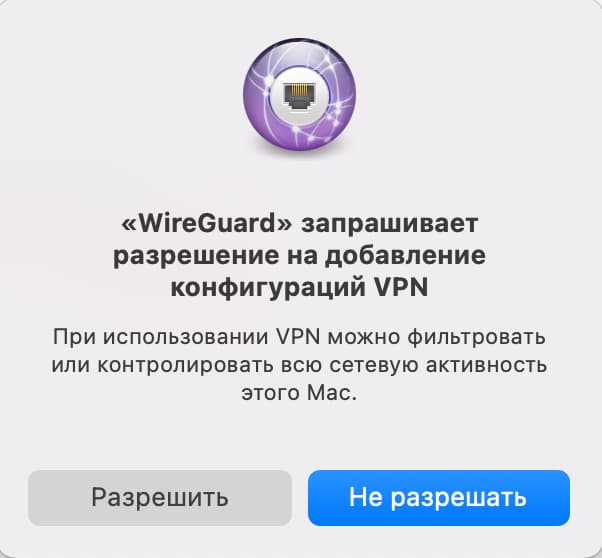 «WireGuard» запрашивает
разрешение на добавление
конфигураций VPN
При использовании VPN можно фильтровать
или контролировать всю сетевую активность
этого Mac.
Разрешить
Не разрешать